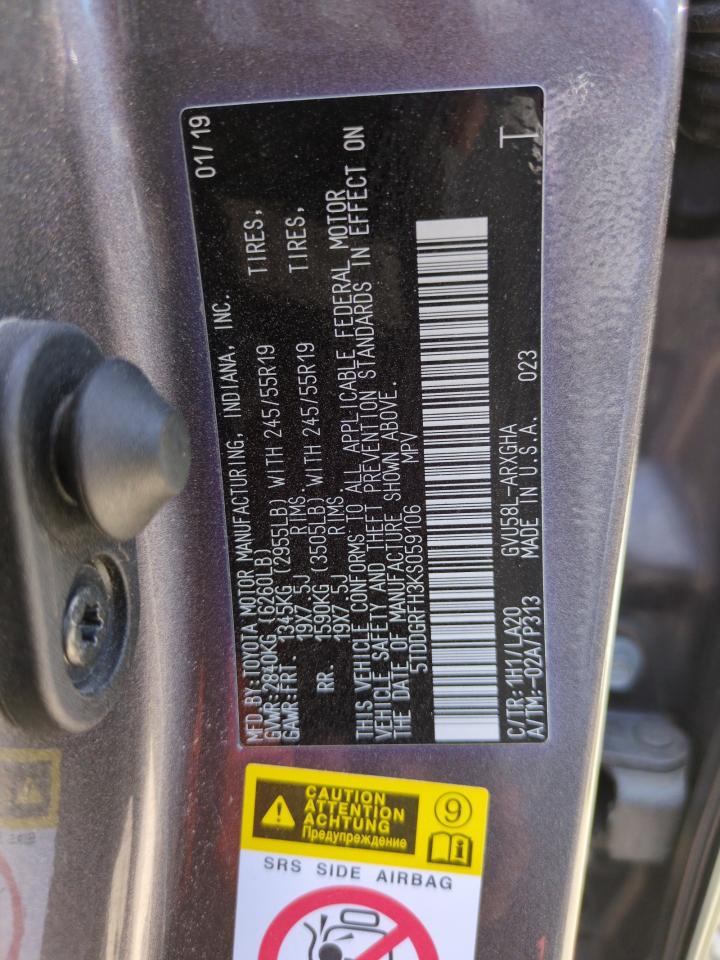 01/19
MFD.BY:TOYOTA MOTOR MANUFACTURING, INDIANA, INC.
GVWR:2840KG (6260LB)
GAWR:FRT. 1345KG (2955LB) WITH 245/55R19 TIRES,
19X7.5J RIMS.
RR. 1590KG (3505LB) WITH 245/55R19 TIRES,
19X7.5J RIMS.
THIS VEHICLE CONFORMS TO ALL APPLICABLE FEDERAL MOTOR
VEHICLE SAFETY AND THEFT PREVENTION STANDARDS IN EFFECT ON
THE DATE OF MANUFACTURE SHOWN ABOVE.
5TDDGRFH3KS059106 MPV
C/TR:1H1/LA20 GVU58L-ARXGHA
A/TM:-02A/P313 MADE IN U.S.A. 023
T
CAUTION
ATTENTION
ACHTUNG
Предупреждение
9
SRS SIDE AIRBAG